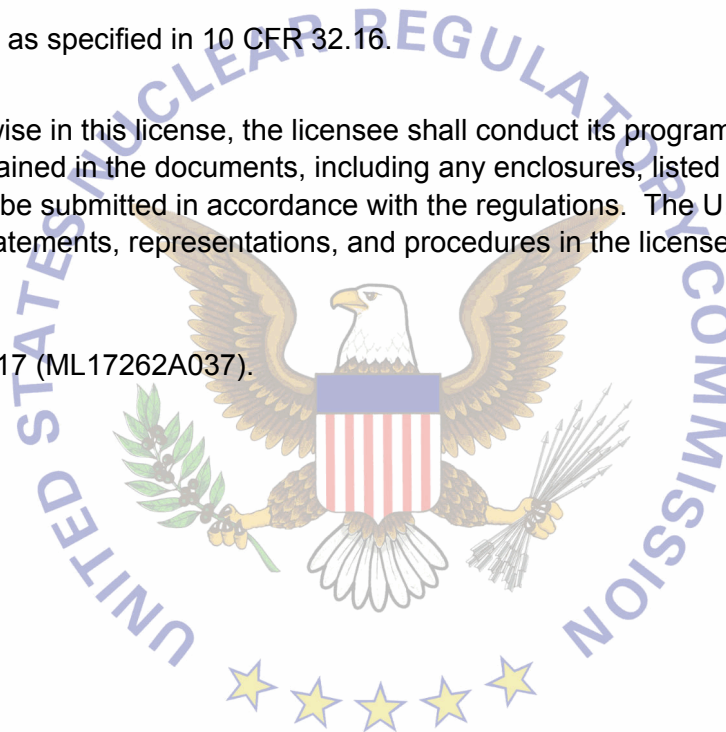 as specified in 10 CFR 32.16.
wise in this license, the licensee shall conduct its program
ained in the documents, including any enclosures, listed
be submitted in accordance with the regulations. The U
atements, representations, and procedures in the license
17 (ML17262A037).
UNITED STATES NUCLEAR REGULATORY COMMISSION